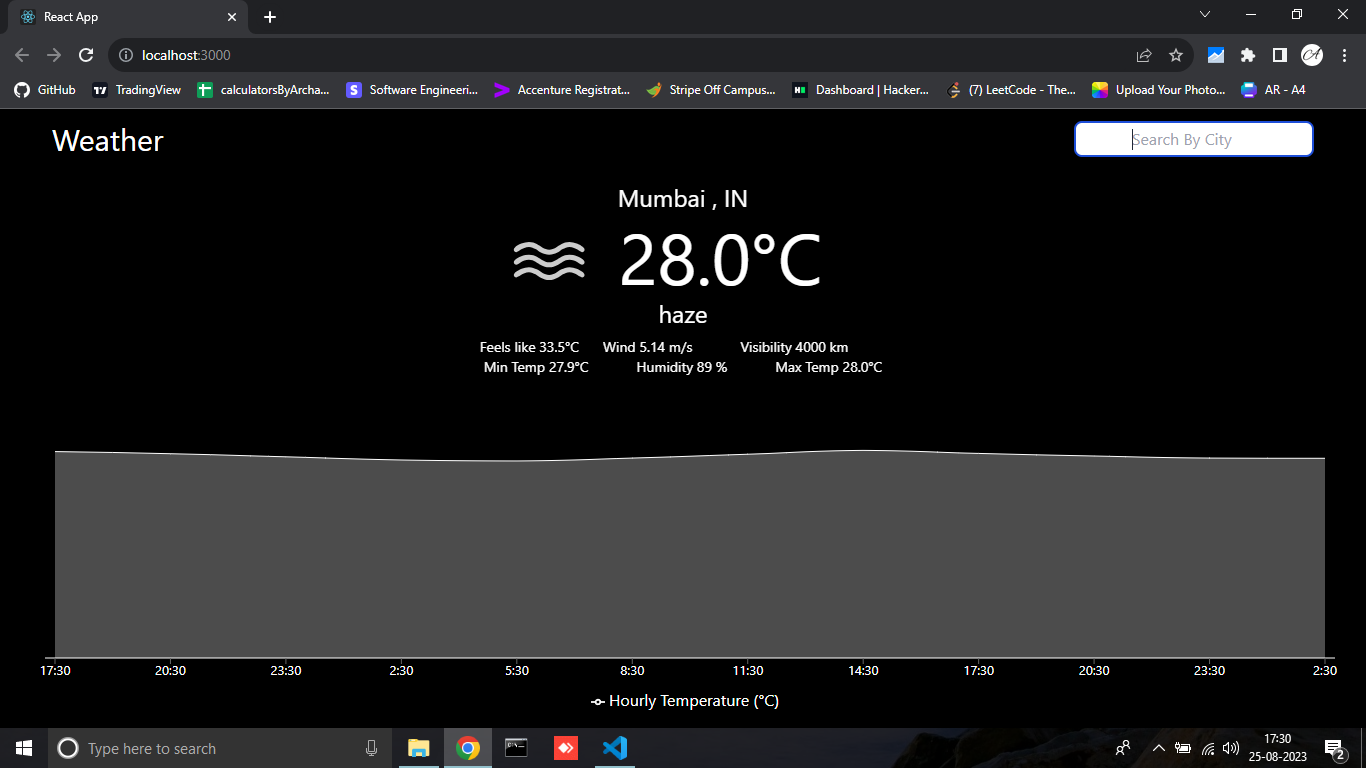 React App
localhost:3000
GitHub TradingView calculatorsByArcha... Software Engineeri... Accenture Registrat... Stripe Off Campus... Dashboard | Hacker... (7) LeetCode - The... Upload Your Photo... AR - A4
Weather
Search By City
Mumbai , IN
28.0°C
haze
Feels like 33.5°C Wind 5.14 m/s Visibility 4000 km
Min Temp 27.9°C Humidity 89 % Max Temp 28.0°C
17:30 20:30 23:30 2:30 5:30 8:30 11:30 14:30 17:30 20:30 23:30 2:30
Hourly Temperature (°C)
Type here to search
17:30
25-08-2023
2